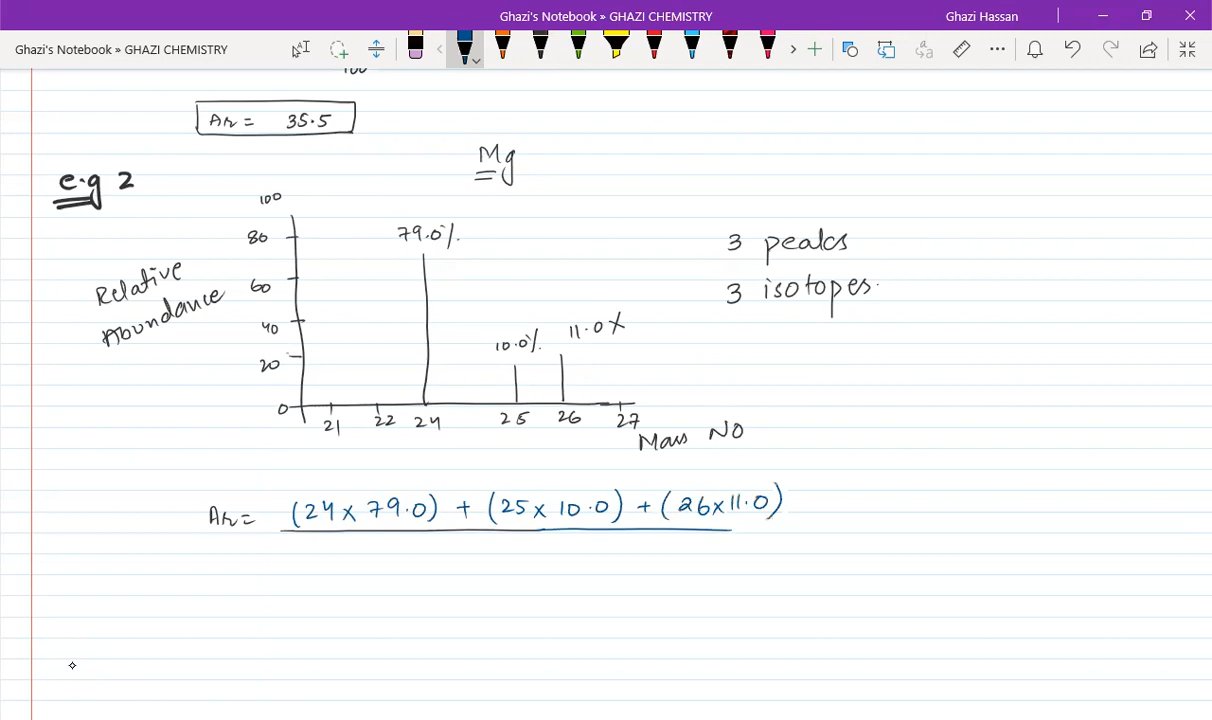 Ghazi's Notebook » GHAZI CHEMISTRY
Ghazi Hassan
Ghazi's Notebook » GHAZI CHEMISTRY
100
Ar = 35.5
Mg
e.g 2
100
80
60
40
20
0
Relative
Abundance
79.0%.
10.0%.
11.0%
21 22 24 25 26 27
Mass NO
3 peaks
3 isotopes.
Ar = (24 x 79.0) + (25 x 10.0) + (26 x 11.0)